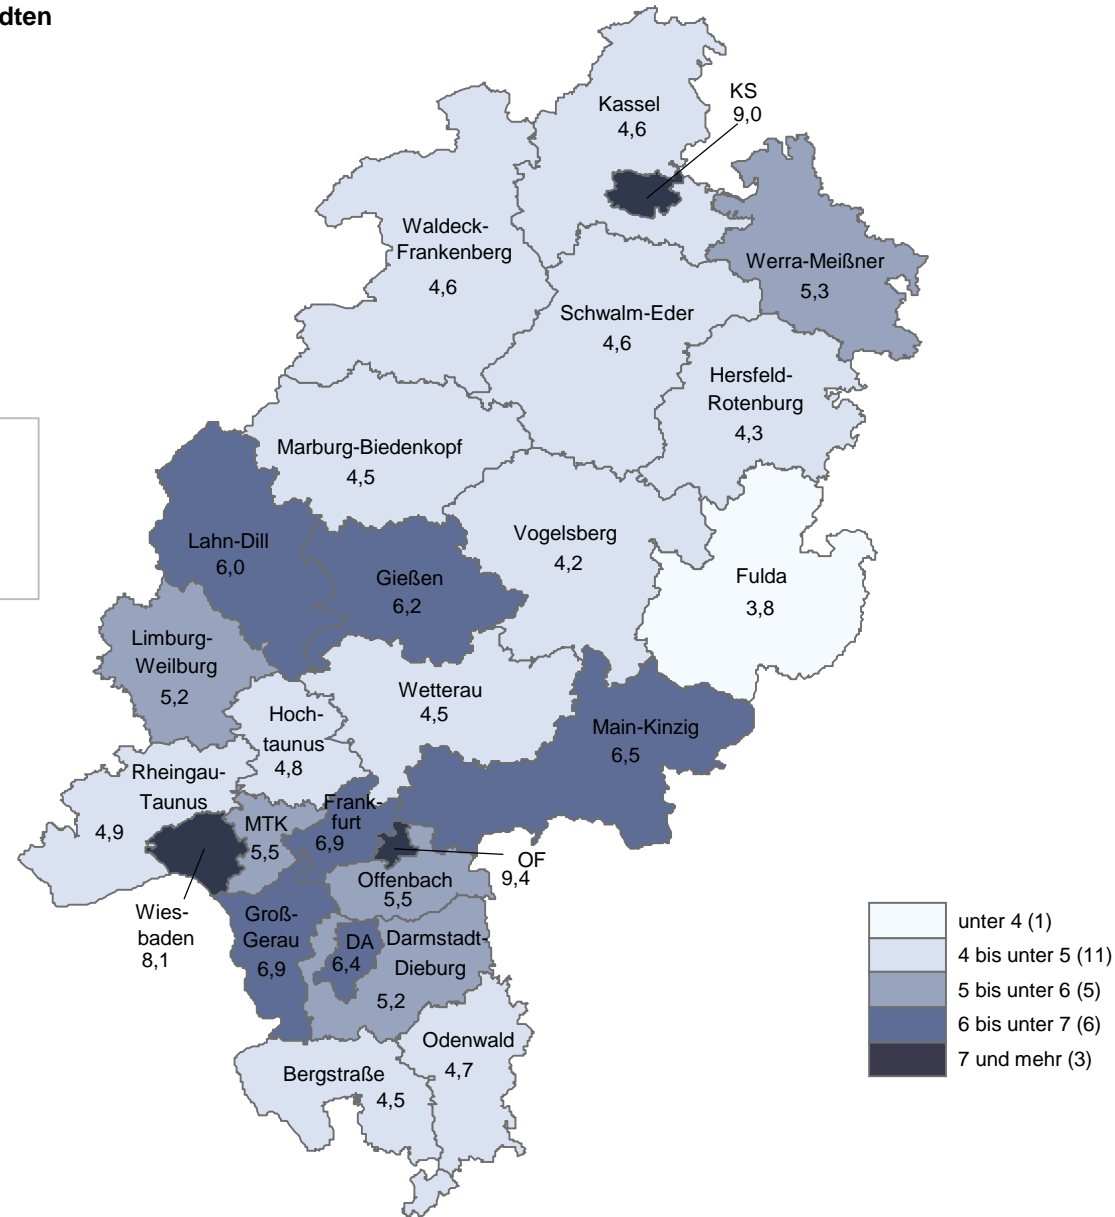 dten
KS
9,0
Kassel
4,6
Waldeck-
Frankenberg
4,6
Werra-Meißner
5,3
Schwalm-Eder
4,6
Hersfeld-
Rotenburg
4,3
Marburg-Biedenkopf
4,5
Lahn-Dill
6,0
Gießen
6,2
Vogelsberg
4,2
Fulda
3,8
Limburg-
Weilburg
5,2
Wetterau
4,5
Hoch-
taunus
4,8
Main-Kinzig
6,5
Rheingau-
Taunus
4,9
MTK
5,5
Frank-
furt
6,9
OF
9,4
Offenbach
5,5
Wies-
baden
8,1
Groß-
Gerau
6,9
DA
6,4
Darmstadt-
Dieburg
5,2
Odenwald
4,7
Bergstraße
4,5
unter 4 (1)
4 bis unter 5 (11)
5 bis unter 6 (5)
6 bis unter 7 (6)
7 und mehr (3)